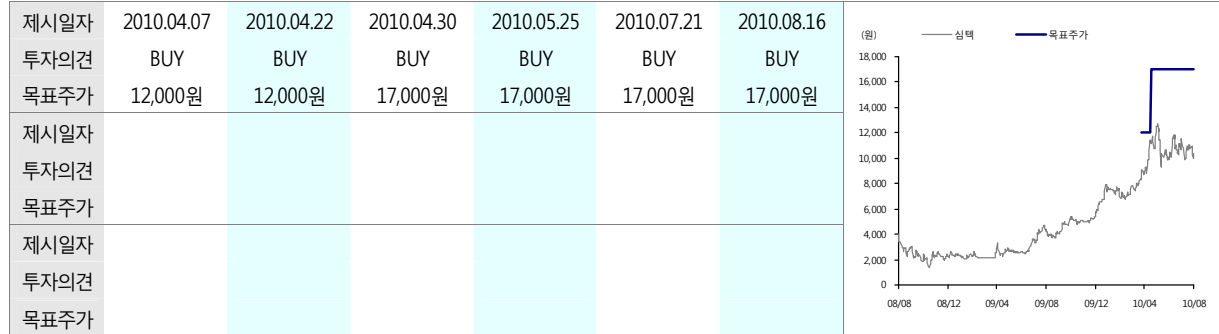 제시일자 2010.04.07 2010.04.22 2010.04.30 2010.05.25 2010.07.21 2010.08.16
투자의견 BUY BUY BUY BUY BUY BUY
목표주가 12,000원 12,000원 17,000원 17,000원 17,000원 17,000원
제시일자
투자의견
목표주가
제시일자
투자의견
목표주가
(원) 심텍 목표주가
18,000
16,000
14,000
12,000
10,000
8,000
6,000
4,000
2,000
0
08/08 08/12 09/04 09/08 09/12 10/04 10/08